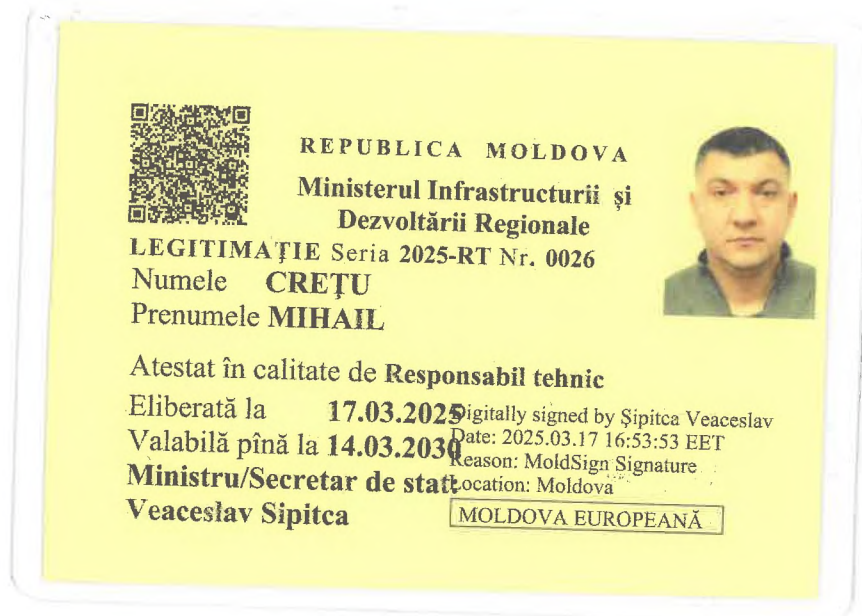 REPUBLICA MOLDOVA
Ministerul Infrastructurii și
Dezvoltării Regionale
LEGITIMAŢIE Seria 2025-RT Nr. 0026
Numele CREŢU
Prenumele MIHAIL
Atestat în calitate de Responsabil tehnic
Eliberată la 17.03.2025
Valabilă pînă la 14.03.2030
Ministru/Secretar de stat
Veaceslav Sipitca
Digitally signed by Șipitca Veaceslav
Date: 2025.03.17 16:53:53 EET
Reason: MoldSign Signature
Location: Moldova
MOLDOVA EUROPEANĂ